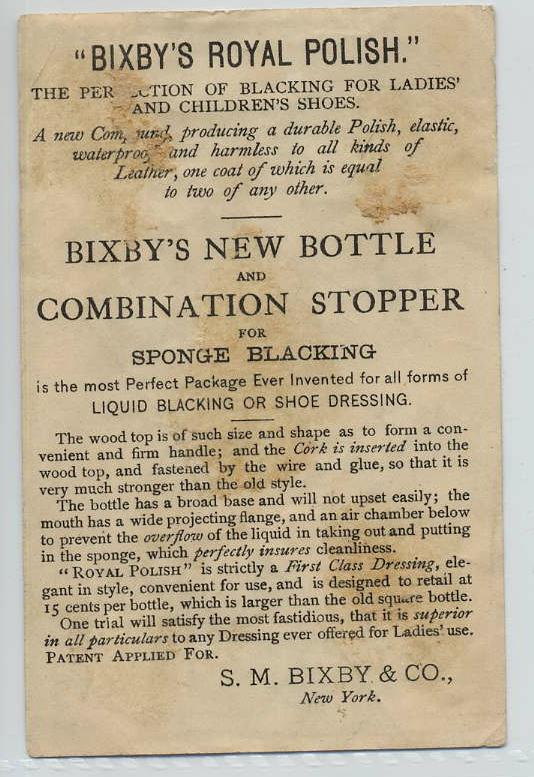 "BIXBY'S ROYAL POLISH."
THE PER CTION OF BLACKING FOR LADIES'
AND CHILDREN'S SHOES.
A new Com und, producing a durable Polish, elastic,
waterproof and harmless to all kinds of
Leather, one coat of which is equal
to two of any other.
BIXBY'S NEW BOTTLE
AND
COMBINATION STOPPER
FOR
SPONGE BLACKING
is the most Perfect Package Ever Invented for all forms of
LIQUID BLACKING OR SHOE DRESSING.
The wood top is of such size and shape as to form a con-
venient and firm handle; and the Cork is inserted into the
wood top, and fastened by the wire and glue, so that it is
very much stronger than the old style.
The bottle has a broad base and will not upset easily; the
mouth has a wide projecting flange, and an air chamber below
to prevent the overflow of the liquid in taking out and putting
in the sponge, which perfectly insures cleanliness.
"ROYAL POLISH" is strictly a First Class Dressing, ele-
gant in style, convenient for use, and is designed to retail at
15 cents per bottle, which is larger than the old square bottle.
One trial will satisfy the most fastidious, that it is superior
in all particulars to any Dressing ever offered for Ladies' use.
PATENT APPLIED FOR.
S. M. BIXBY & CO.,
New York.